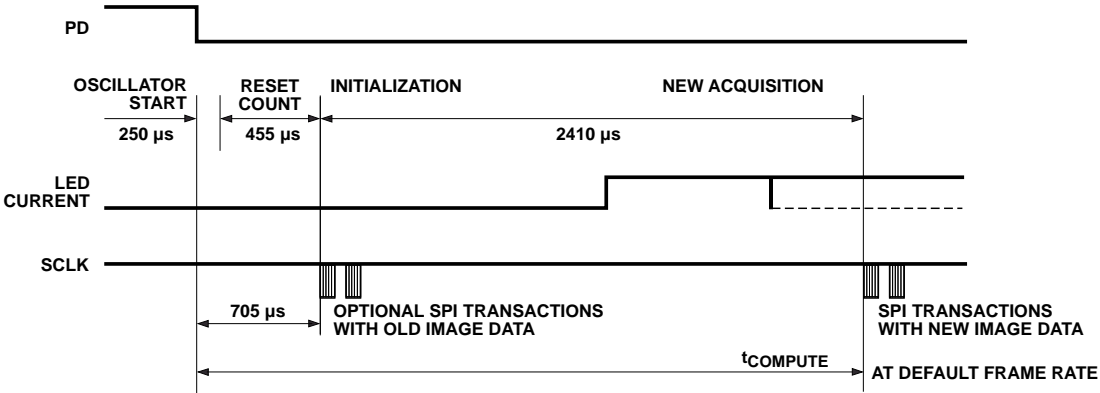 PD
OSCILLATOR
START
RESET
COUNT
INITIALIZATION
NEW ACQUISITION
250 µs
455 µs
2410 µs
LED
CURRENT
SCLK
705 µs
OPTIONAL SPI TRANSACTIONS
WITH OLD IMAGE DATA
SPI TRANSACTIONS
WITH NEW IMAGE DATA
tCOMPUTE
AT DEFAULT FRAME RATE